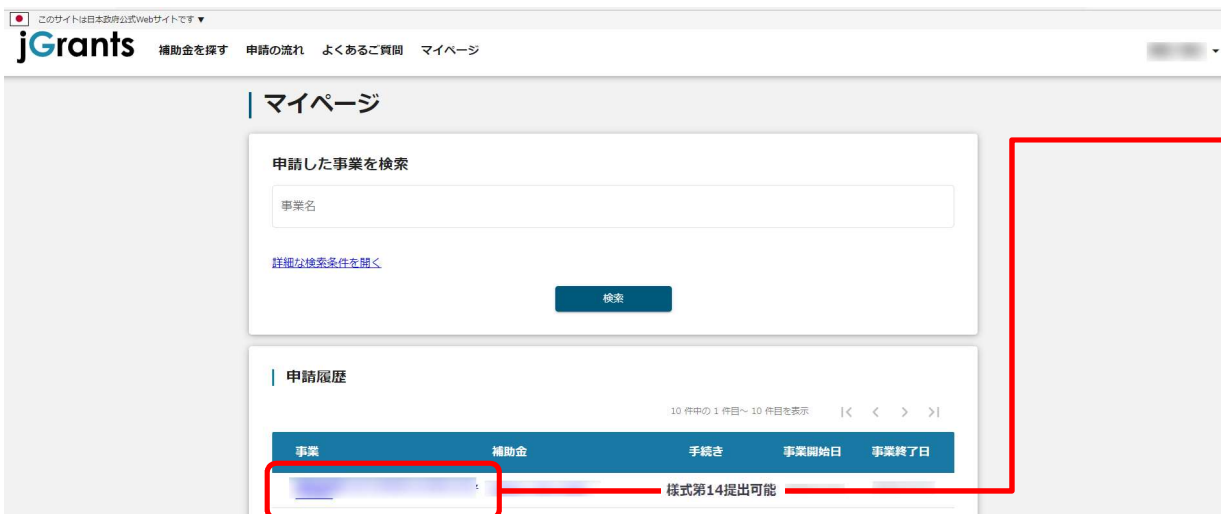 このサイトは日本政府公式Webサイトです ▼
jGrants 補助金を探す 申請の流れ よくあるご質問 マイページ
マイページ
申請した事業を検索
事業名
詳細な検索条件を開く
検索
申請履歴
10 件中の 1 件目～ 10 件目を表示
事業 補助金 手続き 事業開始日 事業終了日
様式第14提出可能